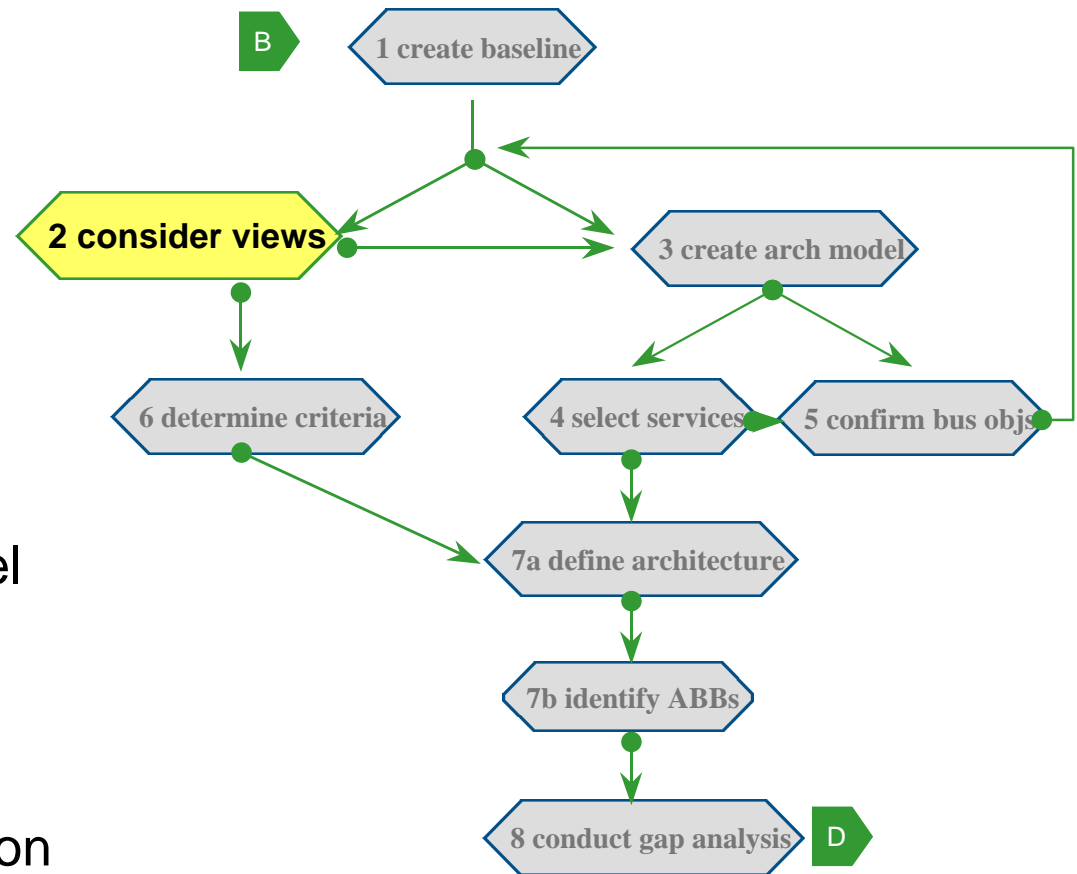 B
1 create baseline
2 consider views
3 create arch model
6 determine criteria
4 select services
5 confirm bus objs
7a define architecture
el
7b identify ABBs
8 conduct gap analysis
D
on